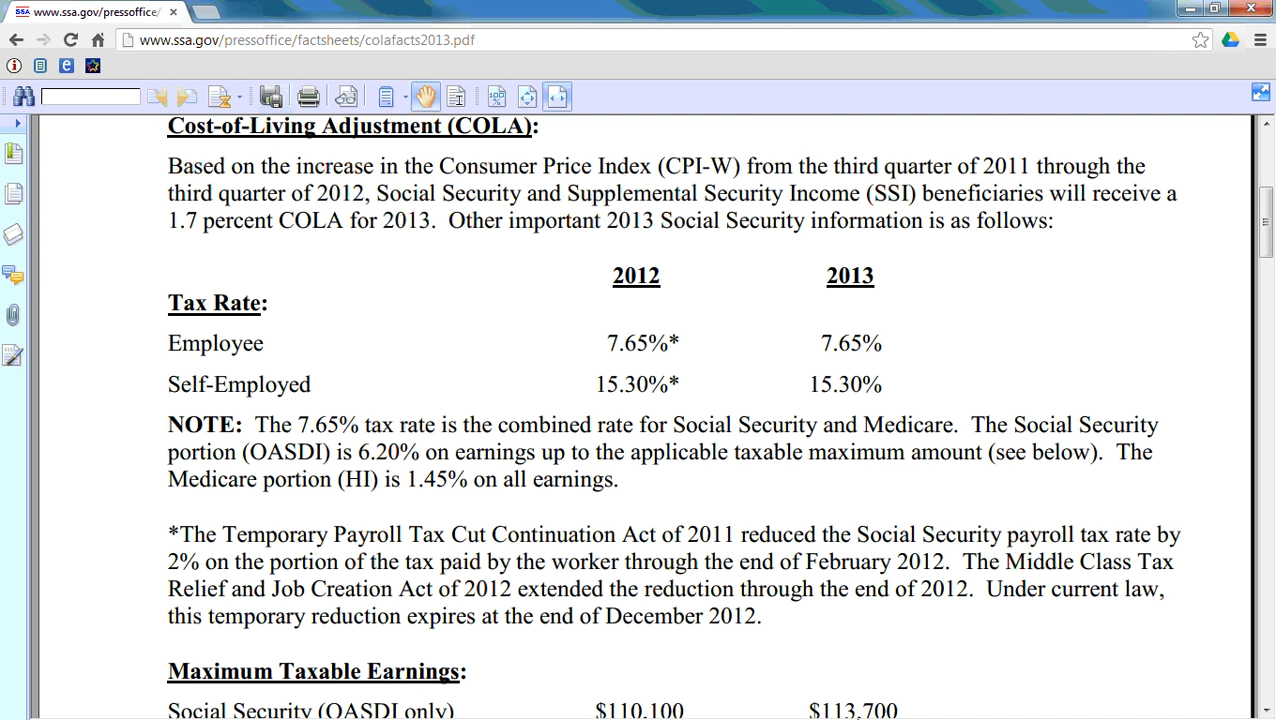 www.ssa.gov/pressoffice/
www.ssa.gov/pressoffice/factsheets/colafacts2013.pdf
Cost-of-Living Adjustment (COLA):
Based on the increase in the Consumer Price Index (CPI-W) from the third quarter of 2011 through the
third quarter of 2012, Social Security and Supplemental Security Income (SSI) beneficiaries will receive a
1.7 percent COLA for 2013.  Other important 2013 Social Security information is as follows:
2012 2013
Tax Rate:
Employee 7.65%* 7.65%
Self-Employed 15.30%* 15.30%
NOTE:  The 7.65% tax rate is the combined rate for Social Security and Medicare.  The Social Security
portion (OASDI) is 6.20% on earnings up to the applicable taxable maximum amount (see below).  The
Medicare portion (HI) is 1.45% on all earnings.
*The Temporary Payroll Tax Cut Continuation Act of 2011 reduced the Social Security payroll tax rate by
2% on the portion of the tax paid by the worker through the end of February 2012.  The Middle Class Tax
Relief and Job Creation Act of 2012 extended the reduction through the end of 2012.  Under current law,
this temporary reduction expires at the end of December 2012.
Maximum Taxable Earnings:
Social Security (OASDI only) $110,100 $113,700